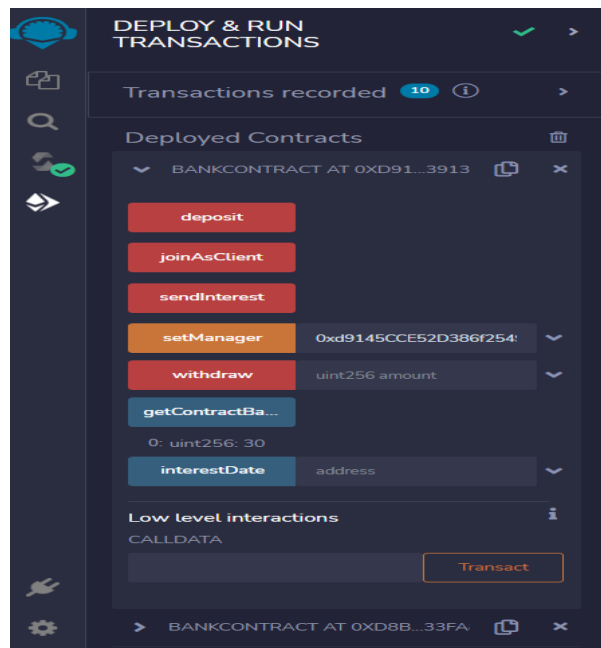 DEPLOY & RUN
TRANSACTIONS
Transactions recorded 10 i
Deployed Contracts
BANKCONTRACT AT 0XD91...3913
deposit
joinAsClient
sendInterest
setManager 0xd9145CCE52D386f254
withdraw uint256 amount
getContractBa...
0: uint256: 30
interestDate address
Low level interactions i
CALLDATA
Transact
BANKCONTRACT AT 0XD8B...33FA